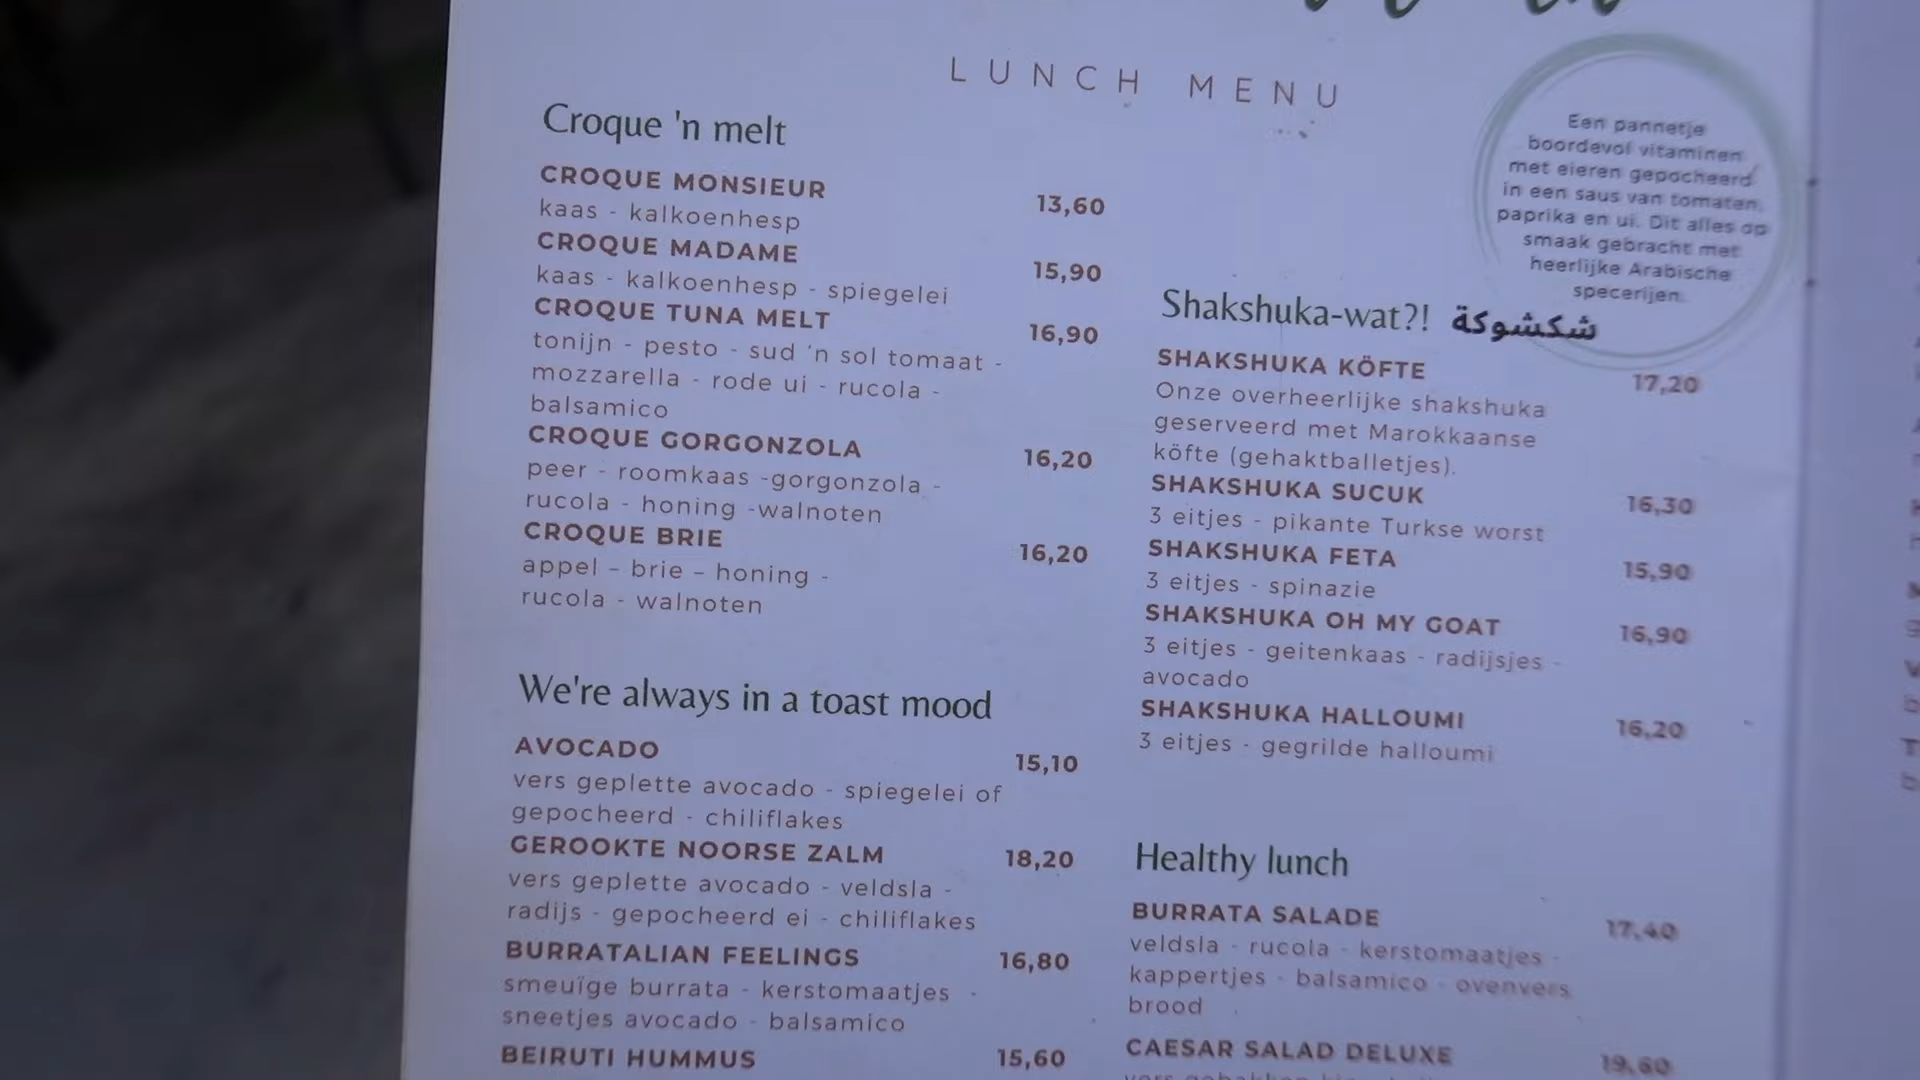 LUNCH MENU
Croque 'n melt
CROQUE MONSIEUR 13,60
kaas - kalkoenhesp
CROQUE MADAME 15,90
kaas - kalkoenhesp - spiegelei
CROQUE TUNA MELT 16,90
tonijn - pesto - sud 'n sol tomaat -
mozzarella - rode ui - rucola -
balsamico
CROQUE GORGONZOLA 16,20
peer - roomkaas -gorgonzola -
rucola - honing -walnoten
CROQUE BRIE 16,20
appel – brie – honing -
rucola - walnoten
We're always in a toast mood
AVOCADO 15,10
vers geplette avocado - spiegelei of
gepocheerd - chiliflakes
GEROOKTE NOORSE ZALM 18,20
vers geplette avocado - veldsla -
radijs - gepocheerd ei - chiliflakes
BURRATALIAN FEELINGS 16,80
smeuïge burrata - kerstomaatjes -
sneetjes avocado - balsamico
BEIRUTI HUMMUS 15,60
Een pannetje
boordevol vitaminen
met eieren gepocheerd
in een saus van tomaten,
paprika en ui. Dit alles op
smaak gebracht met
heerlijke Arabische
specerijen.
Shakshuka-wat?! شكشوكة
SHAKSHUKA KÖFTE 17,20
Onze overheerlijke shakshuka
geserveerd met Marokkaanse
köfte (gehaktballetjes).
SHAKSHUKA SUCUK 16,30
3 eitjes - pikante Turkse worst
SHAKSHUKA FETA 15,90
3 eitjes - spinazie
SHAKSHUKA OH MY GOAT 16,90
3 eitjes - geitenkaas - radijsjes -
avocado
SHAKSHUKA HALLOUMI 16,20
3 eitjes - gegrilde halloumi
Healthy lunch
BURRATA SALADE 17,40
veldsla - rucola - kerstomaatjes -
kappertjes - balsamico - ovenvers
brood
CAESAR SALAD DELUXE 19,60